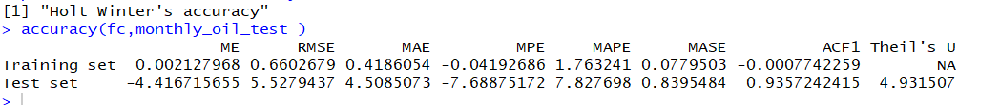 [1] "Holt Winter's accuracy"
> accuracy(fc,monthly_oil_test )
ME RMSE MAE MPE MAPE MASE ACF1 Theil's U
Training set 0.002127968 0.6602679 0.4186054 -0.04192686 1.763241 0.0779503 -0.0007742259 NA
Test set -4.416715655 5.5279437 4.5085073 -7.68875172 7.827698 0.8395484 0.9357242415 4.931507
>